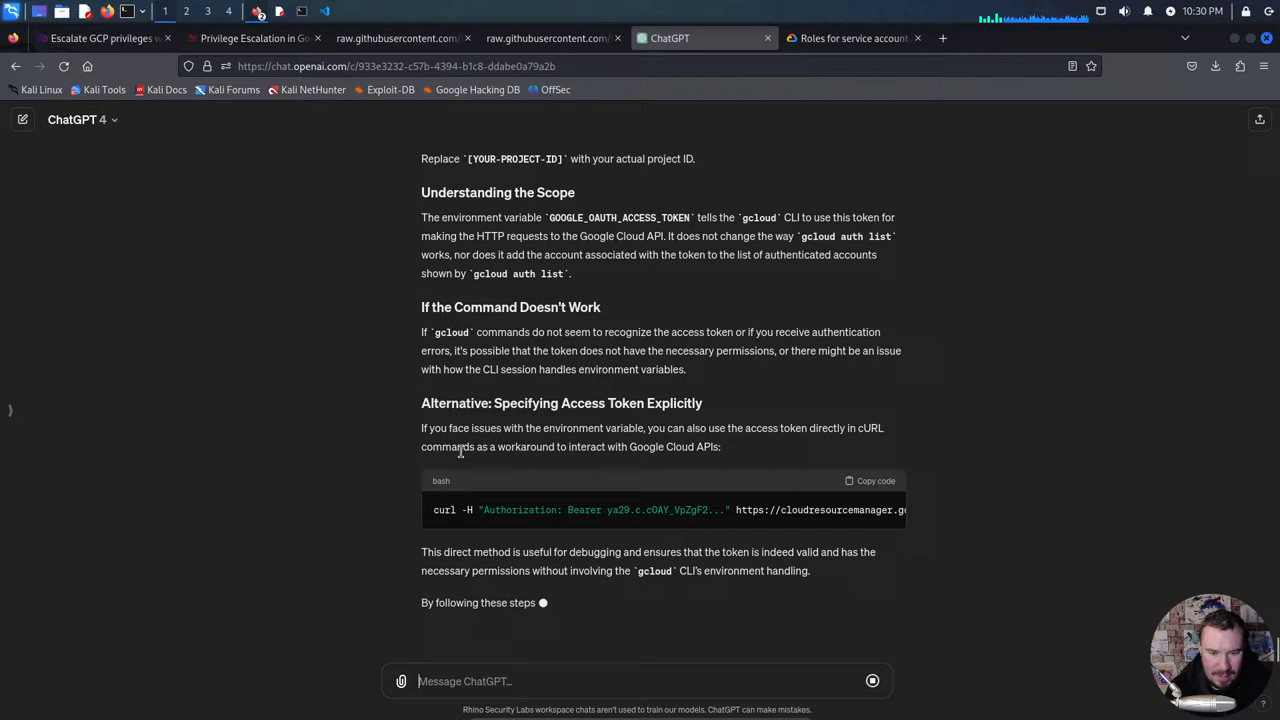 1 2 3 4 2 10:30 PM
Escalate GCP privileges w
Privilege Escalation in Go
raw.githubusercontent.com/
raw.githubusercontent.com/
ChatGPT
Roles for service account
https://chat.openai.com/c/933e3232-c57b-4394-b1c8-ddabe0a79a2b
Kali Linux Kali Tools Kali Docs Kali Forums Kali NetHunter Exploit-DB Google Hacking DB OffSec
ChatGPT 4
Replace `[YOUR-PROJECT-ID]` with your actual project ID.
Understanding the Scope
The environment variable `GOOGLE_OAUTH_ACCESS_TOKEN` tells the `gcloud` CLI to use this token for
making the HTTP requests to the Google Cloud API. It does not change the way `gcloud auth list`
works, nor does it add the account associated with the token to the list of authenticated accounts
shown by `gcloud auth list`.
If the Command Doesn't Work
If `gcloud` commands do not seem to recognize the access token or if you receive authentication
errors, it's possible that the token does not have the necessary permissions, or there might be an issue
with how the CLI session handles environment variables.
Alternative: Specifying Access Token Explicitly
If you face issues with the environment variable, you can also use the access token directly in cURL
commands as a workaround to interact with Google Cloud APIs:
bash Copy code
curl -H "Authorization: Bearer ya29.c.cOAY_VpZgF2..." https://cloudresourcemanager.go
This direct method is useful for debugging and ensures that the token is indeed valid and has the
necessary permissions without involving the `gcloud` CLI's environment handling.
By following these steps
Message ChatGPT...
Rhino Security Labs workspace chats aren't used to train our models. ChatGPT can make mistakes.
?